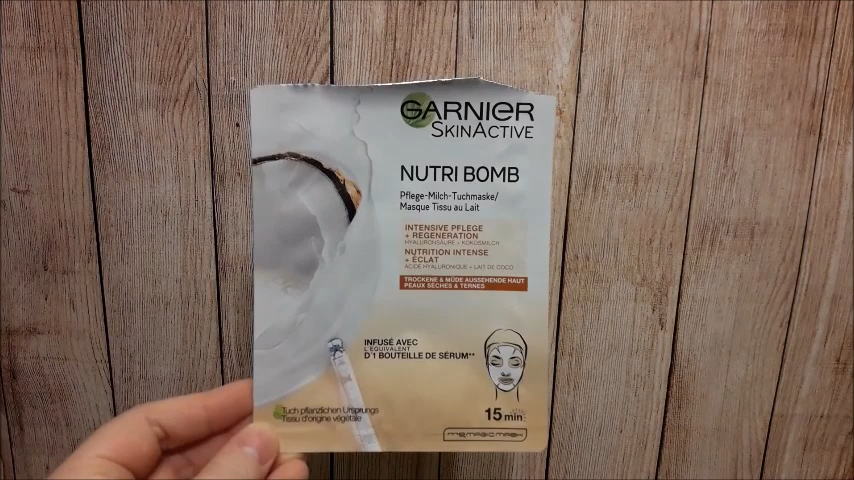 GARNIER
SKINACTIVE
NUTRI BOMB
Pflege-Milch-Tuchmaske/
Masque Tissu au Lait
INTENSIVE PFLEGE
+ REGENERATION
HYALURONSÄURE + KOKOSMILCH
NUTRITION INTENSE
+ ÉCLAT
ACIDE HYALURONIQUE + LAIT DE COCO
TROCKENE & MÜDE AUSSEHENDE HAUT
PEAUX SÈCHES & TERNES
INFUSÉ AVEC
L'ÉQUIVALENT
D'1 BOUTEILLE DE SÉRUM**
Tuch pflanzlichen Ursprungs
Tissu d'origine végétale
15 min